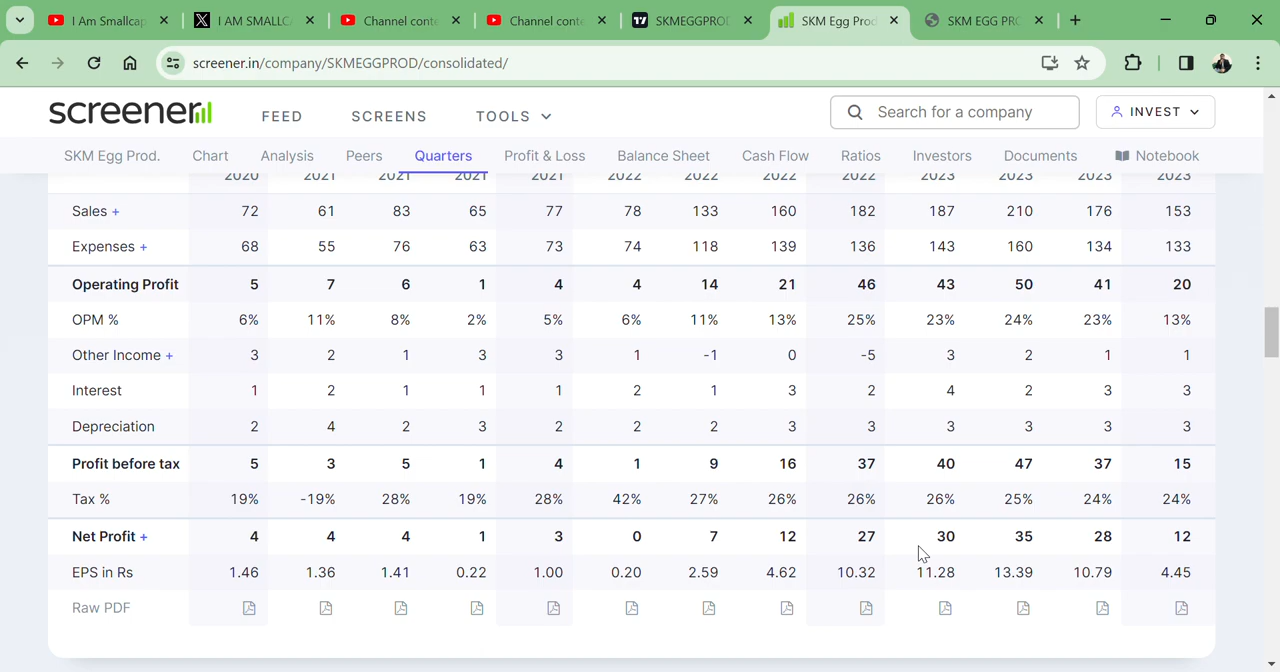 I Am Smallcap
I AM SMALLC
Channel conte
Channel conte
SKMEGGPROD
SKM Egg Prod
SKM EGG PRO
screener.in/company/SKMEGGPROD/consolidated/
screener
FEED SCREENS TOOLS
Search for a company
INVEST
SKM Egg Prod. Chart Analysis Peers Quarters Profit & Loss Balance Sheet Cash Flow Ratios Investors Documents Notebook
2020 2021 2021 2021 2021 2022 2022 2022 2022 2023 2023 2023 2023
Sales + 72 61 83 65 77 78 133 160 182 187 210 176 153
Expenses + 68 55 76 63 73 74 118 139 136 143 160 134 133
Operating Profit 5 7 6 1 4 4 14 21 46 43 50 41 20
OPM % 6% 11% 8% 2% 5% 6% 11% 13% 25% 23% 24% 23% 13%
Other Income + 3 2 1 3 3 1 -1 0 -5 3 2 1 1
Interest 1 2 1 1 1 2 1 3 2 4 2 3 3
Depreciation 2 4 2 3 2 2 2 3 3 3 3 3 3
Profit before tax 5 3 5 1 4 1 9 16 37 40 47 37 15
Tax % 19% -19% 28% 19% 28% 42% 27% 26% 26% 26% 25% 24% 24%
Net Profit + 4 4 4 1 3 0 7 12 27 30 35 28 12
EPS in Rs 1.46 1.36 1.41 0.22 1.00 0.20 2.59 4.62 10.32 11.28 13.39 10.79 4.45
Raw PDF